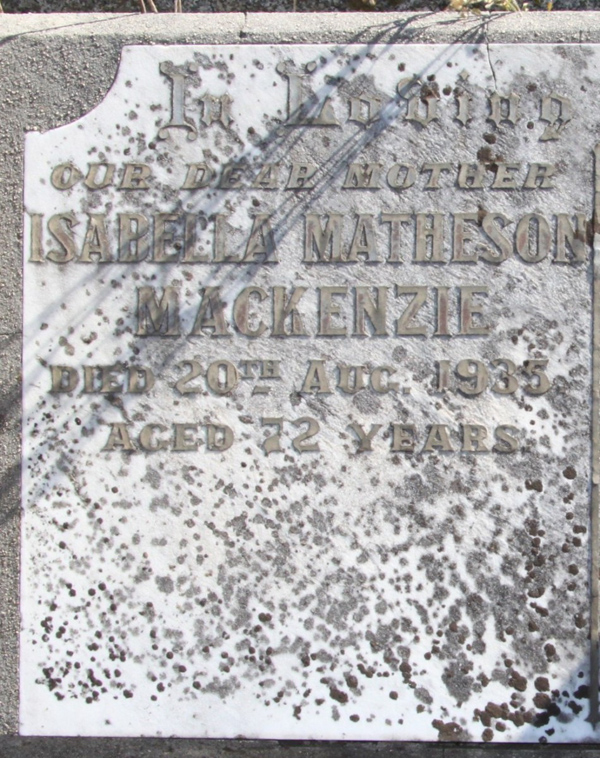 In Loving
OUR DEAR MOTHER
ISABELLA MATHESON
MACKENZIE
DIED 20TH AUG. 1935
AGED 72 YEARS.